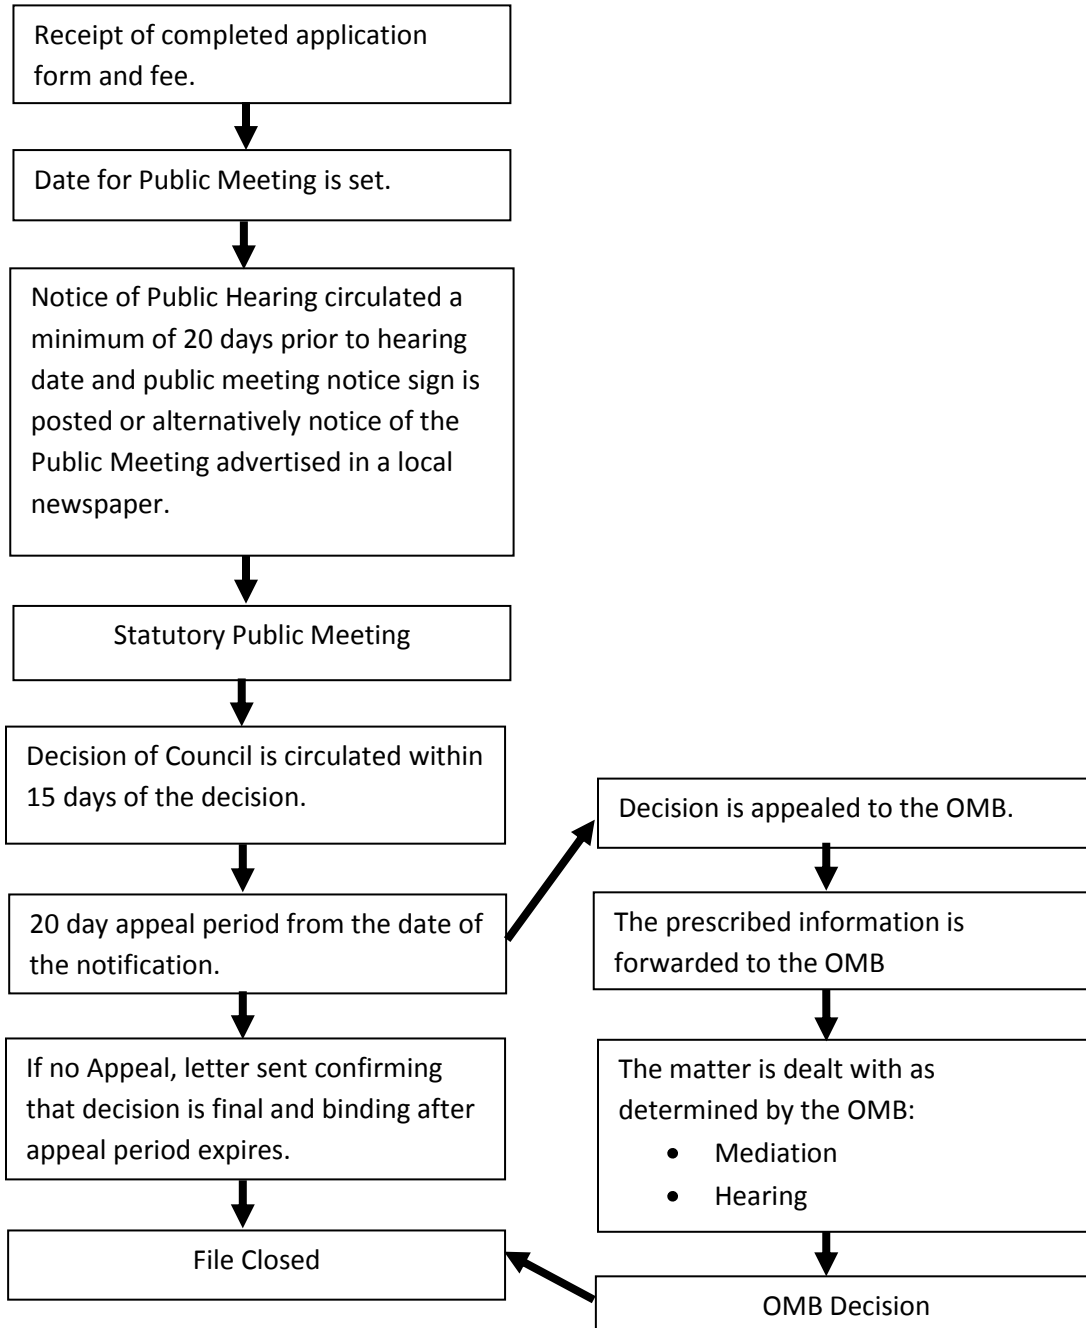 Receipt of completed application
form and fee.
Date for Public Meeting is set.
Notice of Public Hearing circulated a
minimum of 20 days prior to hearing
date and public meeting notice sign is
posted or alternatively notice of the
Public Meeting advertised in a local
newspaper.
Statutory Public Meeting
Decision of Council is circulated within
15 days of the decision.
20 day appeal period from the date of
the notification.
If no Appeal, letter sent confirming
that decision is final and binding after
appeal period expires.
File Closed
Decision is appealed to the OMB.
The prescribed information is
forwarded to the OMB
The matter is dealt with as
determined by the OMB:
• Mediation
• Hearing
OMB Decision